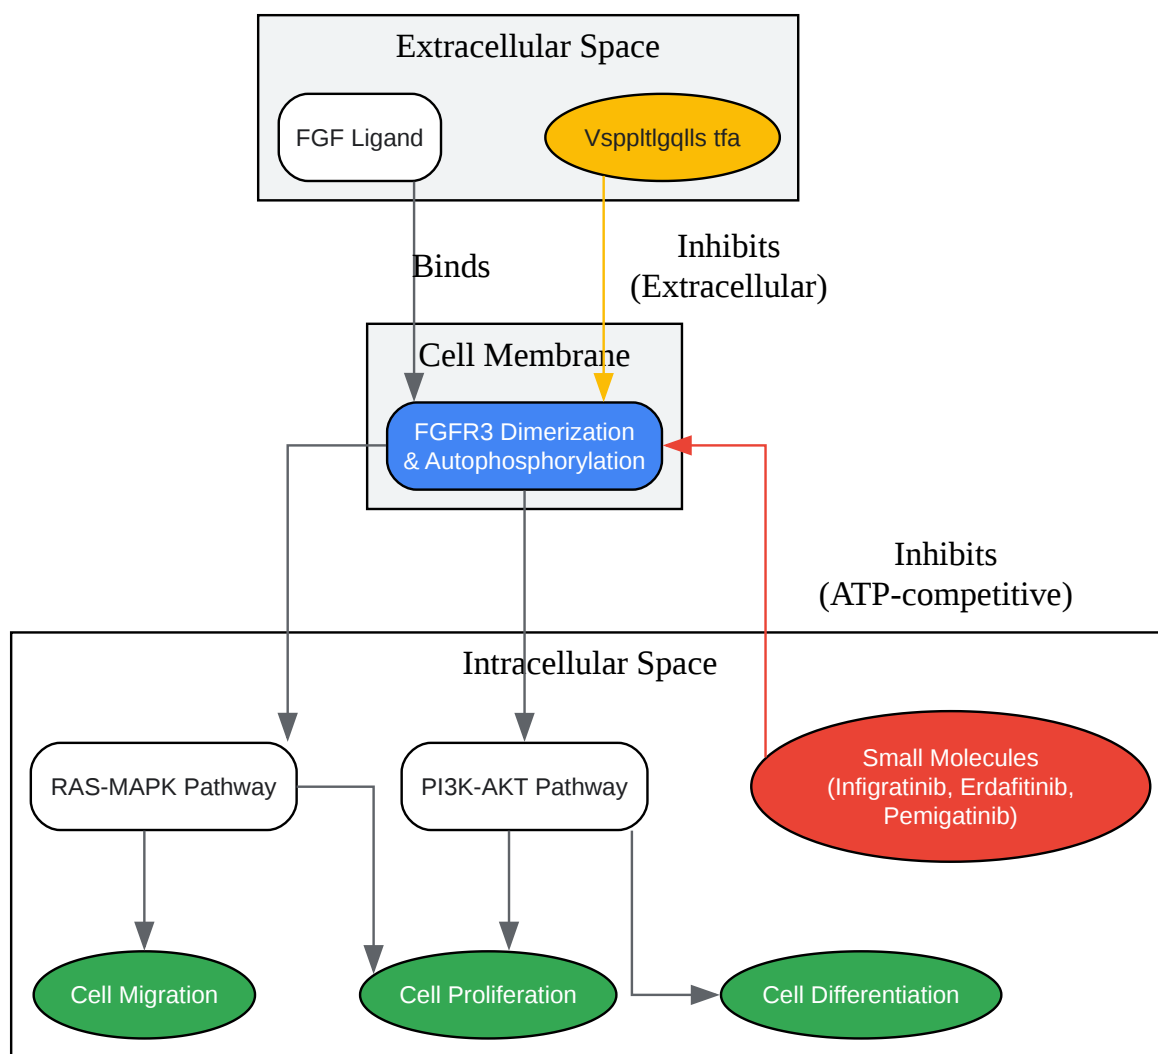 Extracellular Space
FGF Ligand
Vsppltlgqlls tfa
Binds
Inhibits
(Extracellular)
Cell Membrane
FGFR3 Dimerization
& Autophosphorylation
Inhibits
(ATP-competitive)
Intracellular Space
RAS-MAPK Pathway
PI3K-AKT Pathway
Small Molecules
(Infigratinib, Erdafitinib,
Pemigatinib)
Cell Migration
Cell Proliferation
Cell Differentiation